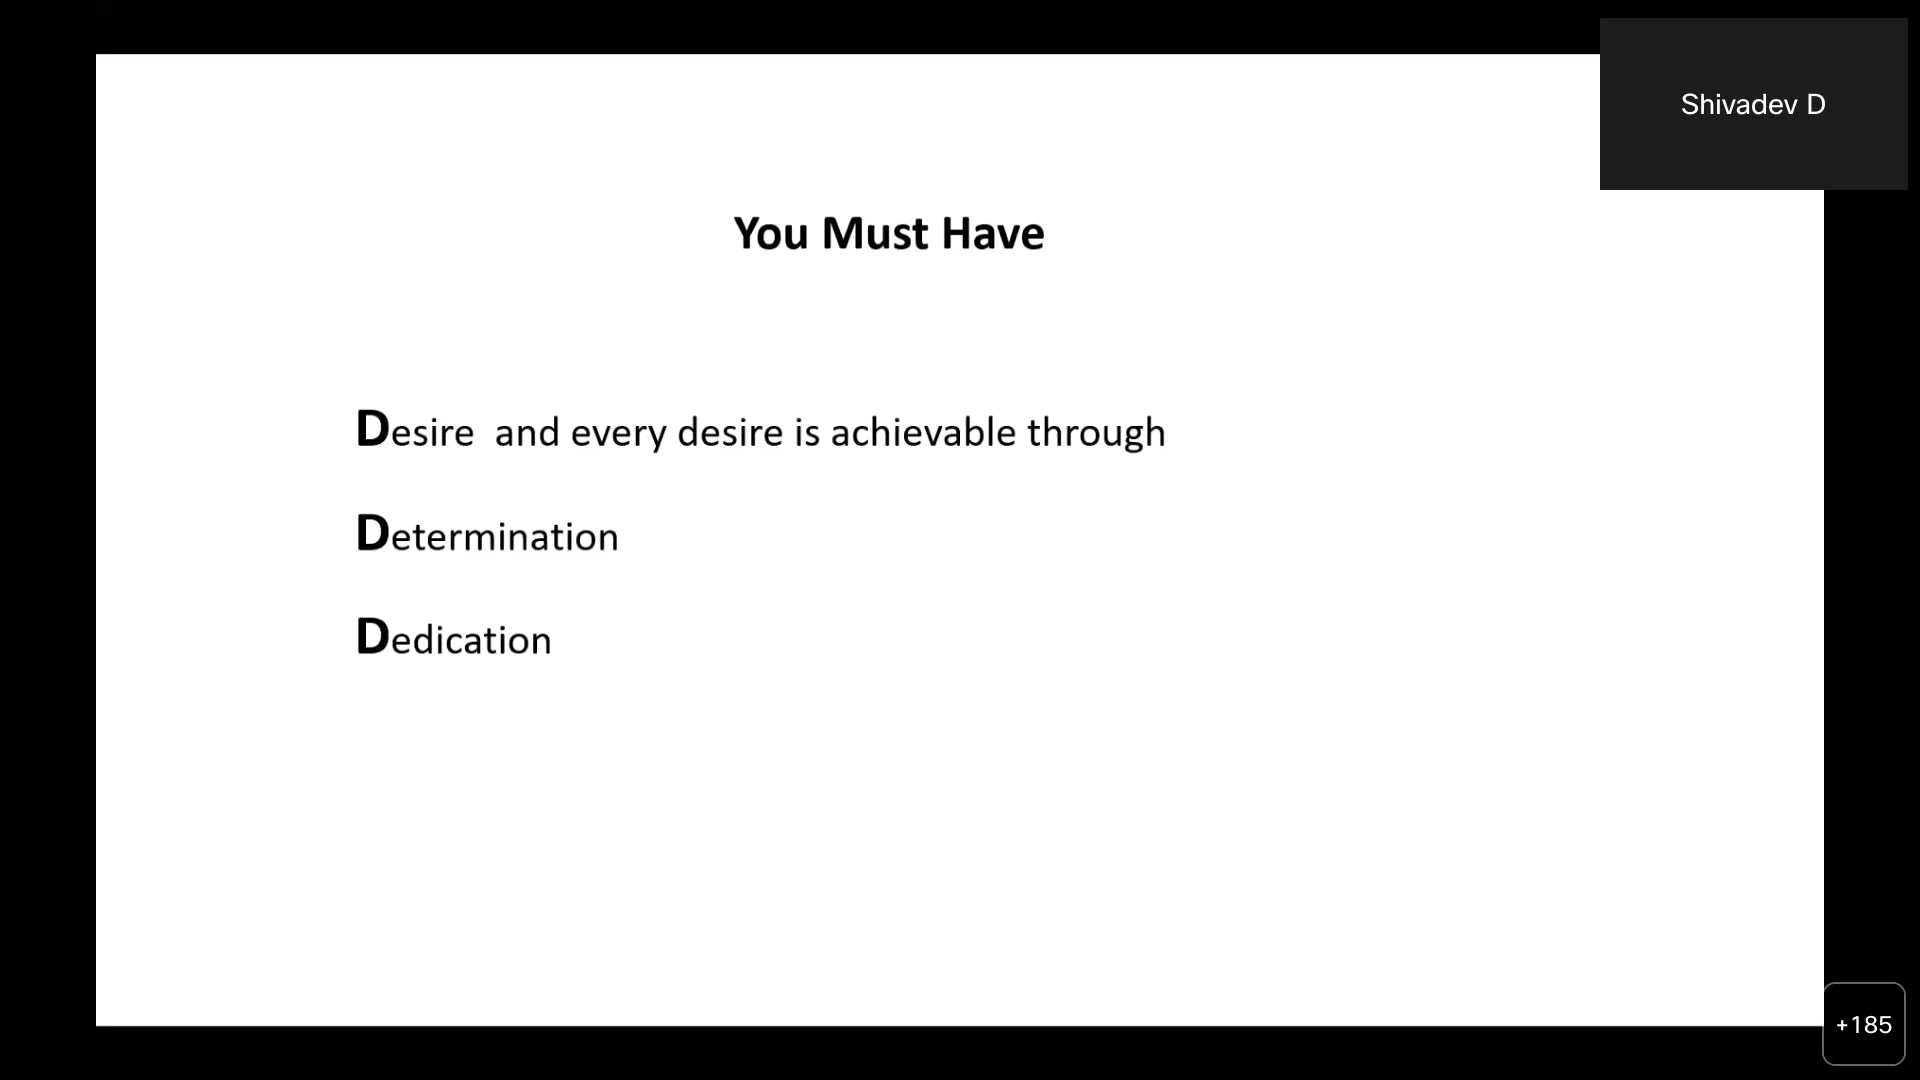 Shivadev D
You Must Have
Desire and every desire is achievable through
Determination
Dedication
+185